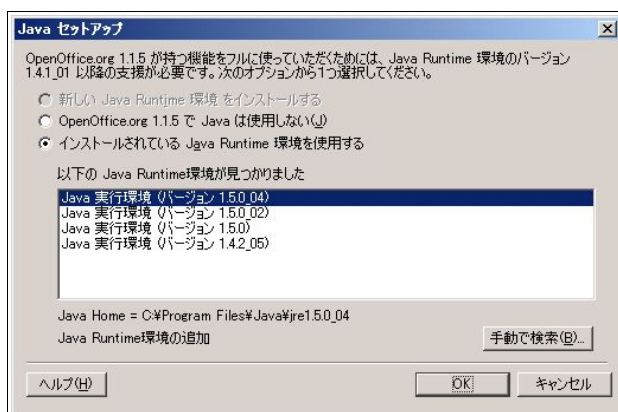 Java セットアップ
OpenOffice.org 1.1.5 が持つ機能をフルに使っていただくためには、Java Runtime 環境のバージョン
1.4.1_01 以降の支援が必要です。次のオプションから1つ選択してください。
新しい Java Runtime 環境 をインストールする
OpenOffice.org 1.1.5 で Java は使用しない(J)
インストールされている Java Runtime 環境を使用する
以下の Java Runtime環境が見つかりました
Java 実行環境 (バージョン 1.5.0_04)
Java 実行環境 (バージョン 1.5.0_02)
Java 実行環境 (バージョン 1.5.0)
Java 実行環境 (バージョン 1.4.2_05)
Java Home = C:¥Program Files¥Java¥jre1.5.0_04
Java Runtime環境の追加
手動で検索(B)...
ヘルプ(H)
OK
キャンセル